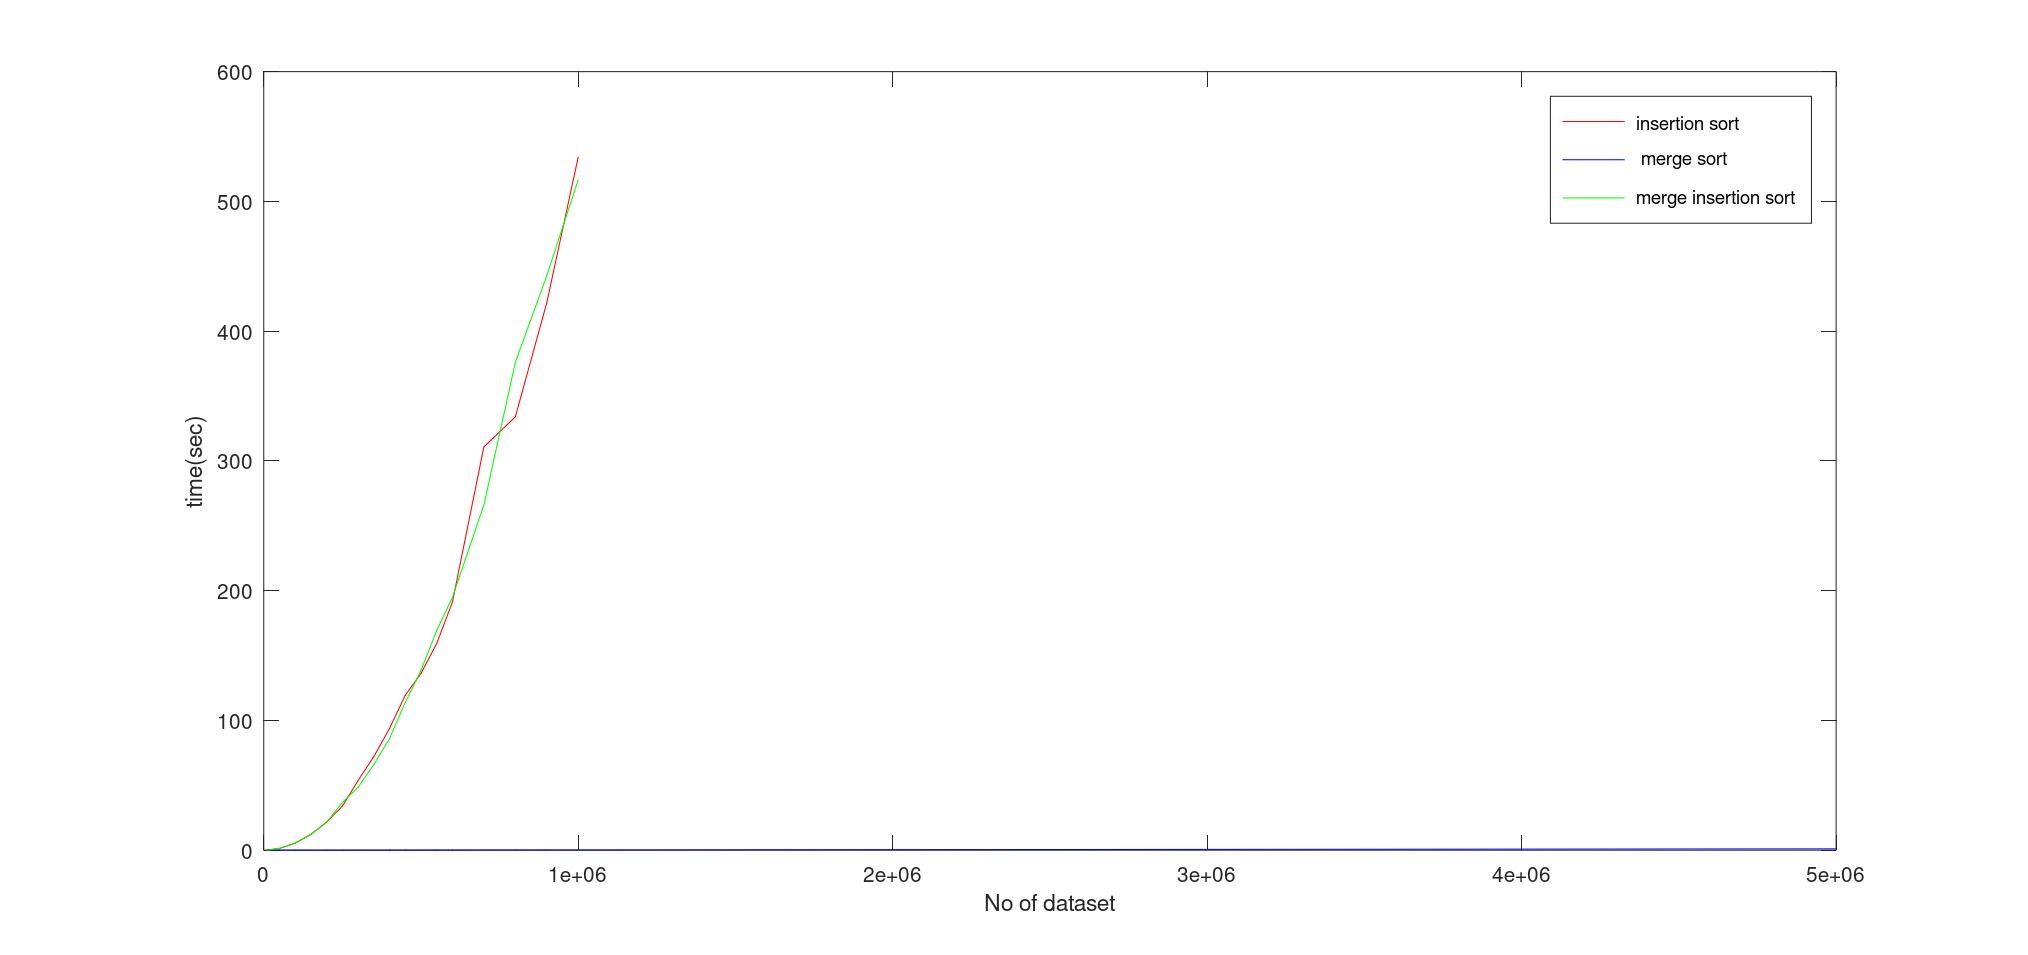 600
500
400
300
200
100
0
time(sec)
insertion sort
merge sort
merge insertion sort
0 1e+06 2e+06 3e+06 4e+06 5e+06
No of dataset